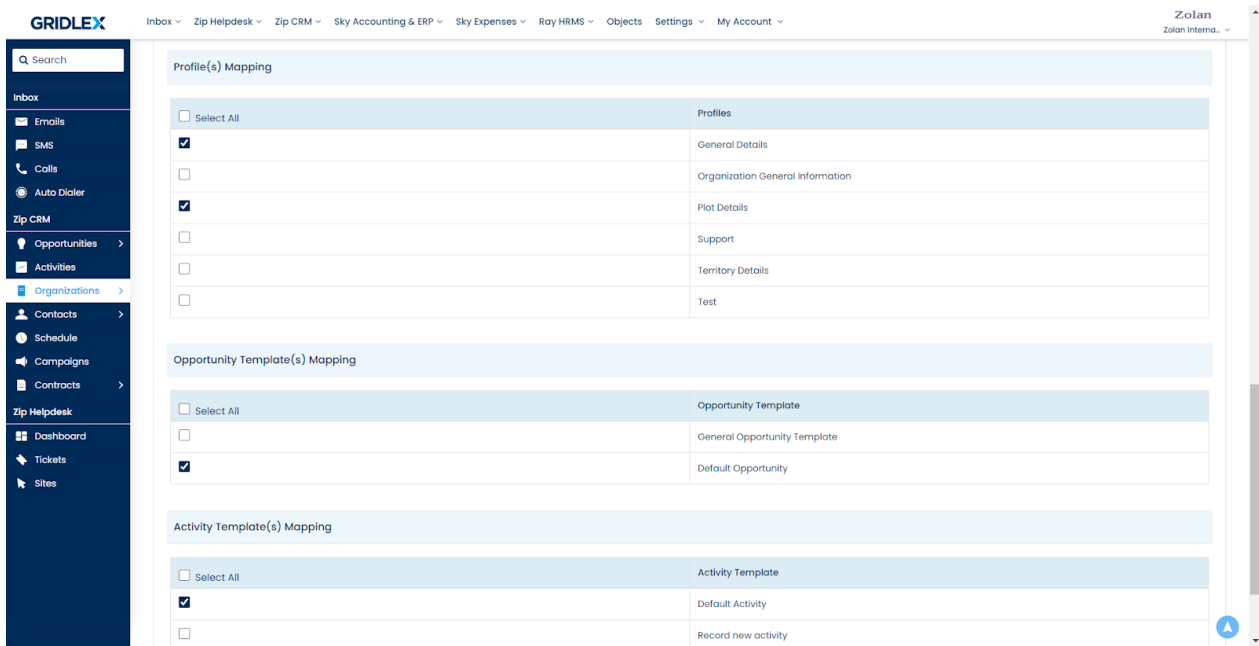 GRIDLEX
Inbox Zip Helpdesk Zip CRM Sky Accounting & ERP Sky Expenses Ray HRMS Objects Settings My Account
Zolan
Zolan Interna...
Search
Inbox
Emails
SMS
Calls
Auto Dialer
Zip CRM
Opportunities
Activities
Organizations
Contacts
Schedule
Campaigns
Contracts
Zip Helpdesk
Dashboard
Tickets
Sites
Profile(s) Mapping
Select All Profiles
General Details
Organization General Information
Plot Details
Support
Territory Details
Test
Opportunity Template(s) Mapping
Select All Opportunity Template
General Opportunity Template
Default Opportunity
Activity Template(s) Mapping
Select All Activity Template
Default Activity
Record new activity